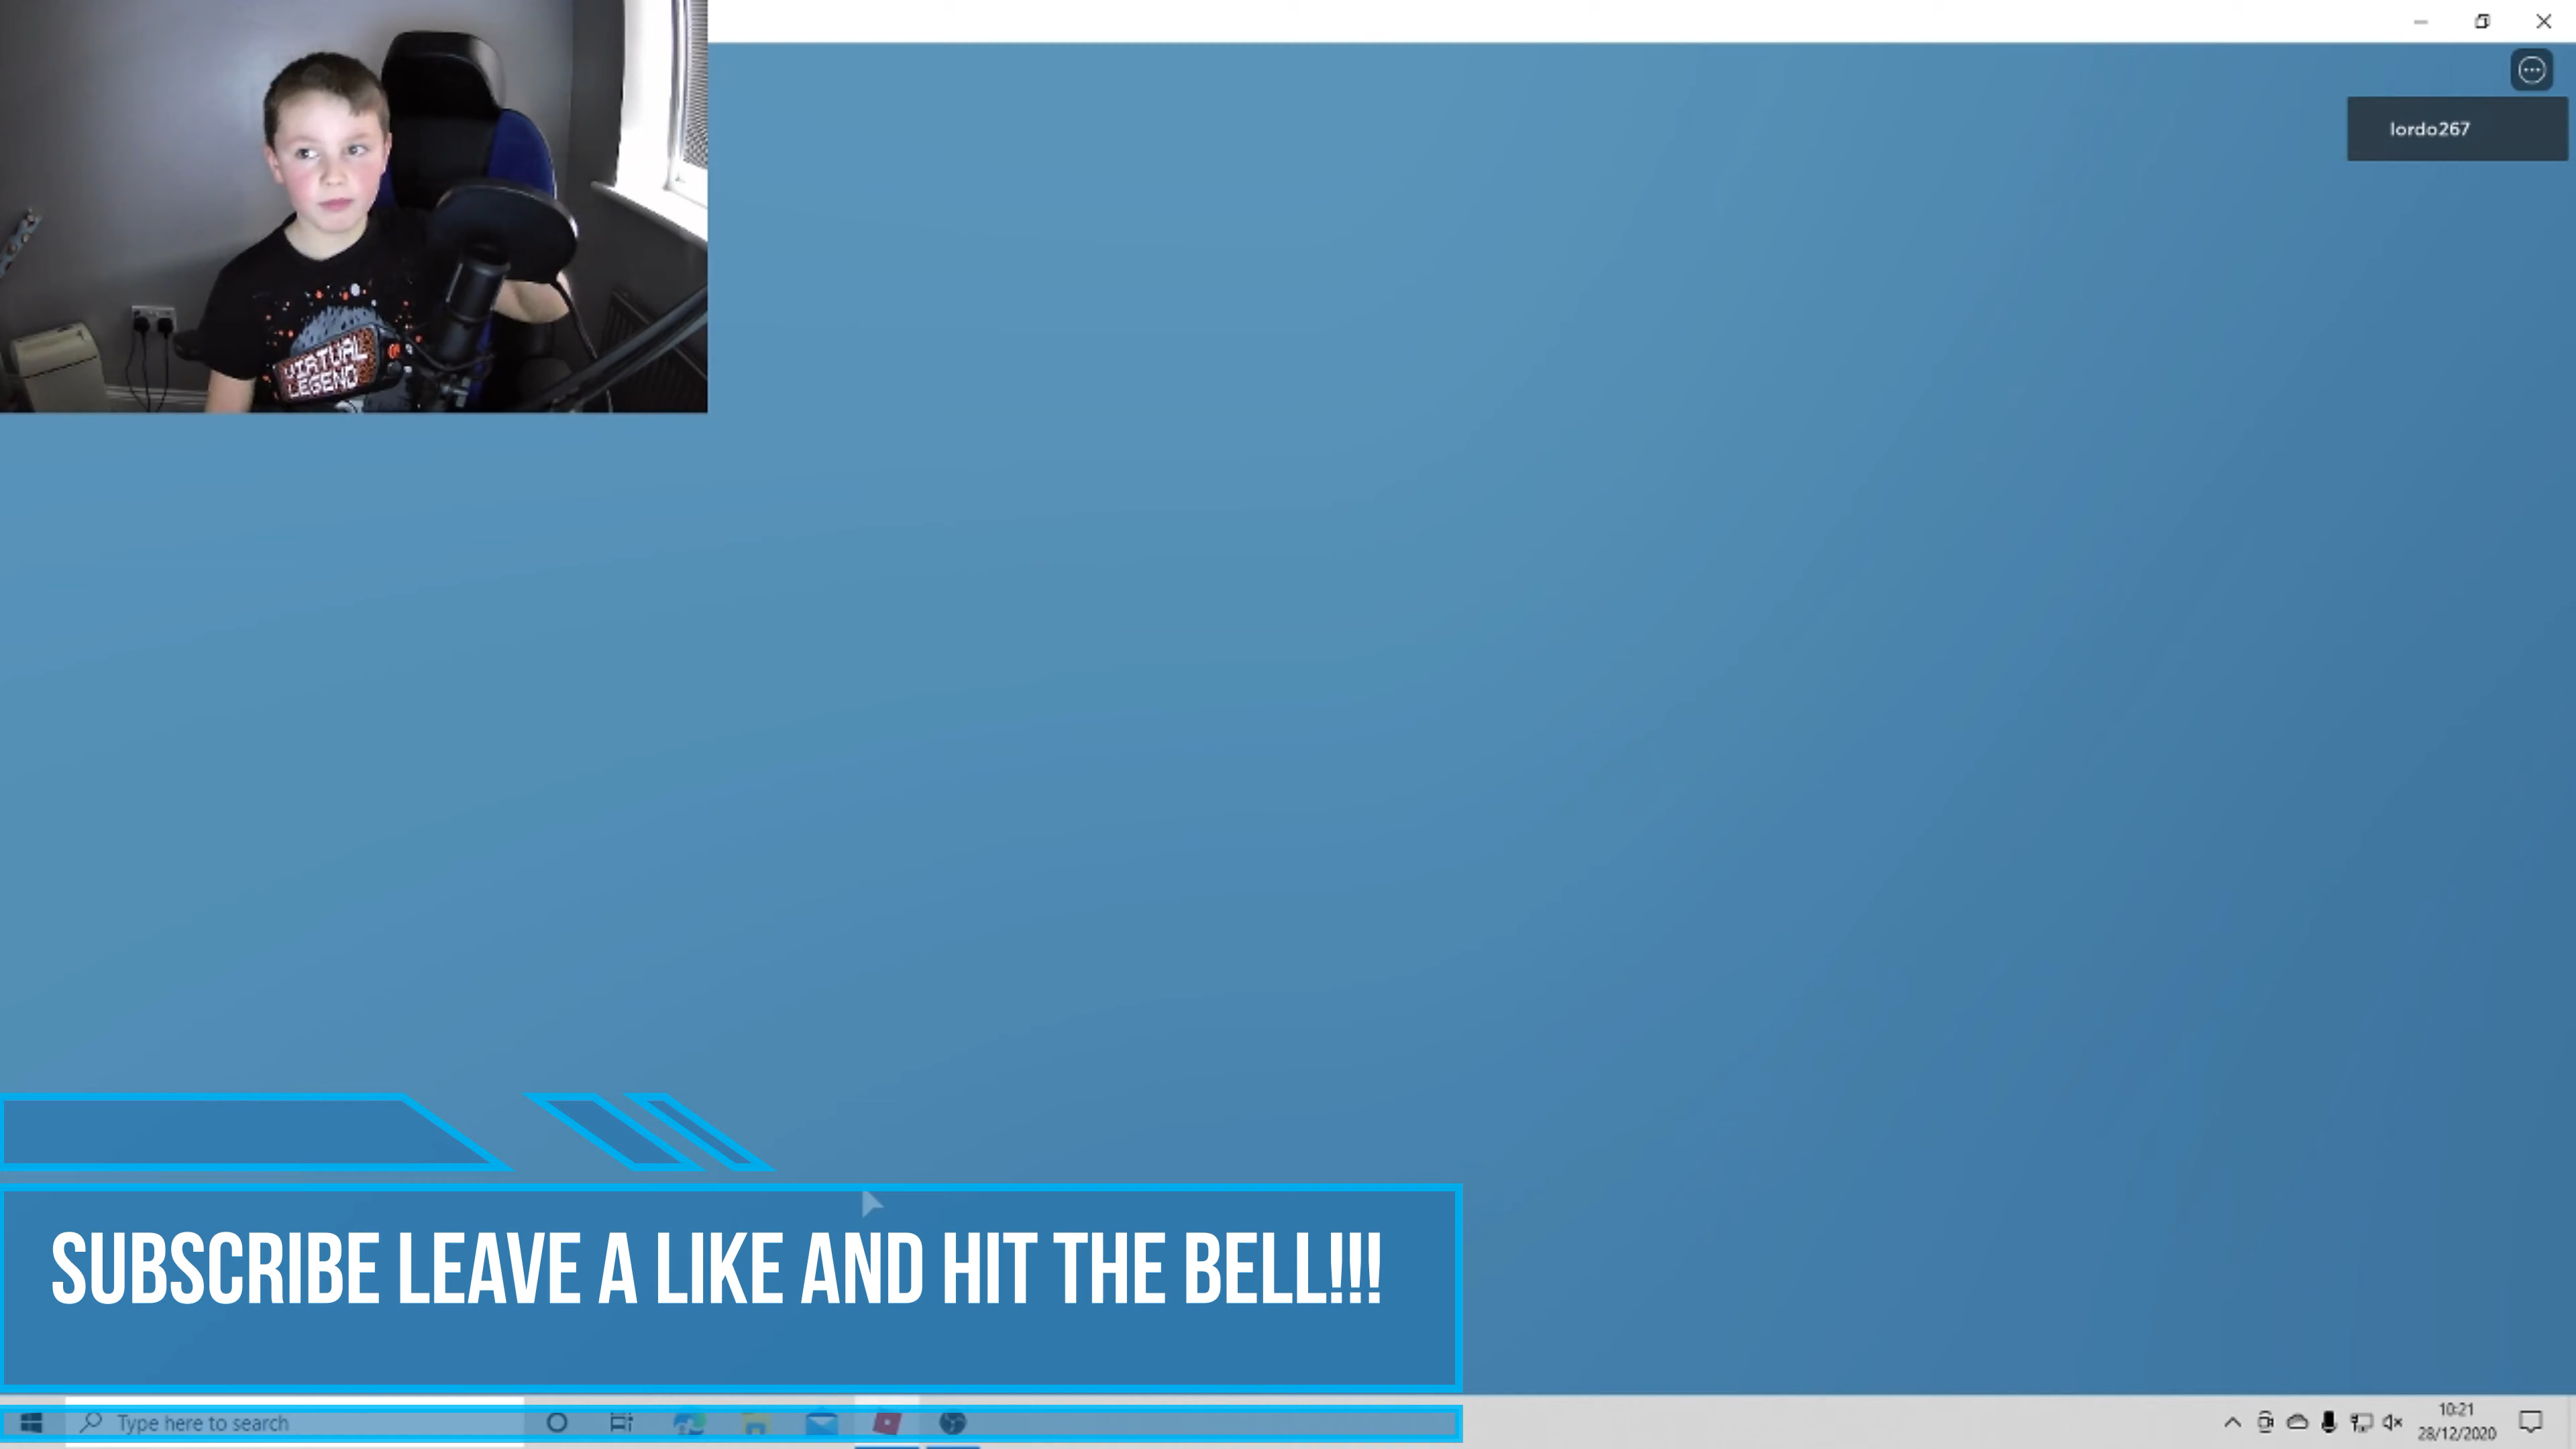 lordo267
VIRTUAL
LEGEND
SUBSCRIBE LEAVE A LIKE AND HIT THE BELL!!!
Type here to search
10:21
28/12/2020